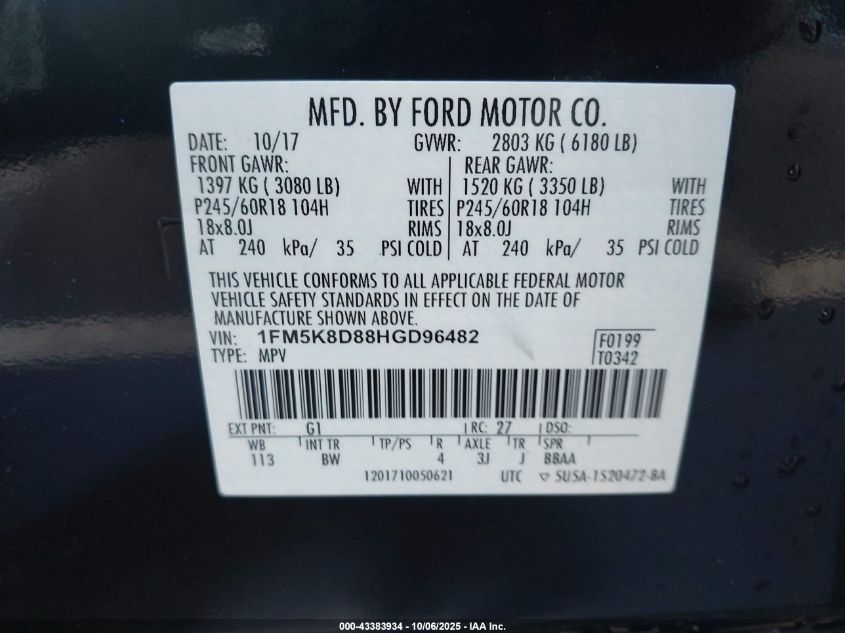 MFD. BY FORD MOTOR CO.
DATE: 10/17 GVWR: 2803 KG ( 6180 LB)
FRONT GAWR: REAR GAWR:
1397 KG ( 3080 LB) WITH 1520 KG ( 3350 LB) WITH
P245/60R18 104H TIRES P245/60R18 104H TIRES
18x8.0J RIMS 18x8.0J RIMS
AT 240 kPa/ 35 PSI COLD AT 240 kPa/ 35 PSI COLD
THIS VEHICLE CONFORMS TO ALL APPLICABLE FEDERAL MOTOR
VEHICLE SAFETY STANDARDS IN EFFECT ON THE DATE OF
MANUFACTURE SHOWN ABOVE.
VIN: 1FM5K8D88HGD96482 F0199
TYPE: MPV T0342
EXT PNT: G1 RC: 27 DSO:
WB INT TR TP/PS R AXLE TR SPR
113 BW 4 3J J BBAA
1201710050621 UTC ▽ 5U5A-1520472-BA
000-43383934 - 10/06/2025 - IAA Inc.